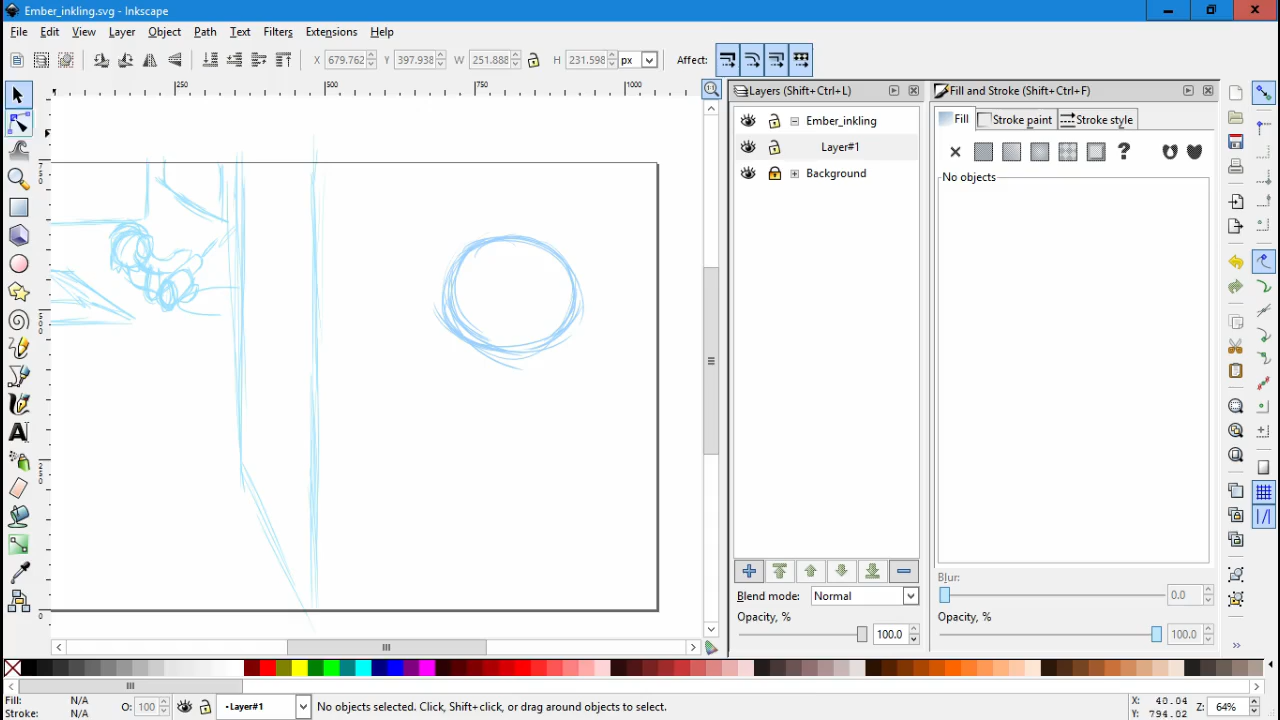 Ember_inkling.svg - Inkscape
File Edit View Layer Object Path Text Filters Extensions Help
X 679.762 Y 397.938 W 251.888 H 231.598 px Affect:
250 500 750 1000
Layers (Shift+Ctrl+L) Fill and Stroke (Shift+Ctrl+F)
Ember_inkling Fill Stroke paint Stroke style
Layer#1
?
Background
No objects
750
500
250
0
Blur:
Blend mode: Normal 0.0
Opacity, % Opacity, %
100.0 100.0
Fill: N/A O: 100 Layer#1 No objects selected. Click, Shift+click, or drag around objects to select. X: 40.04 Z: 64%
Stroke: N/A Y: 794.02